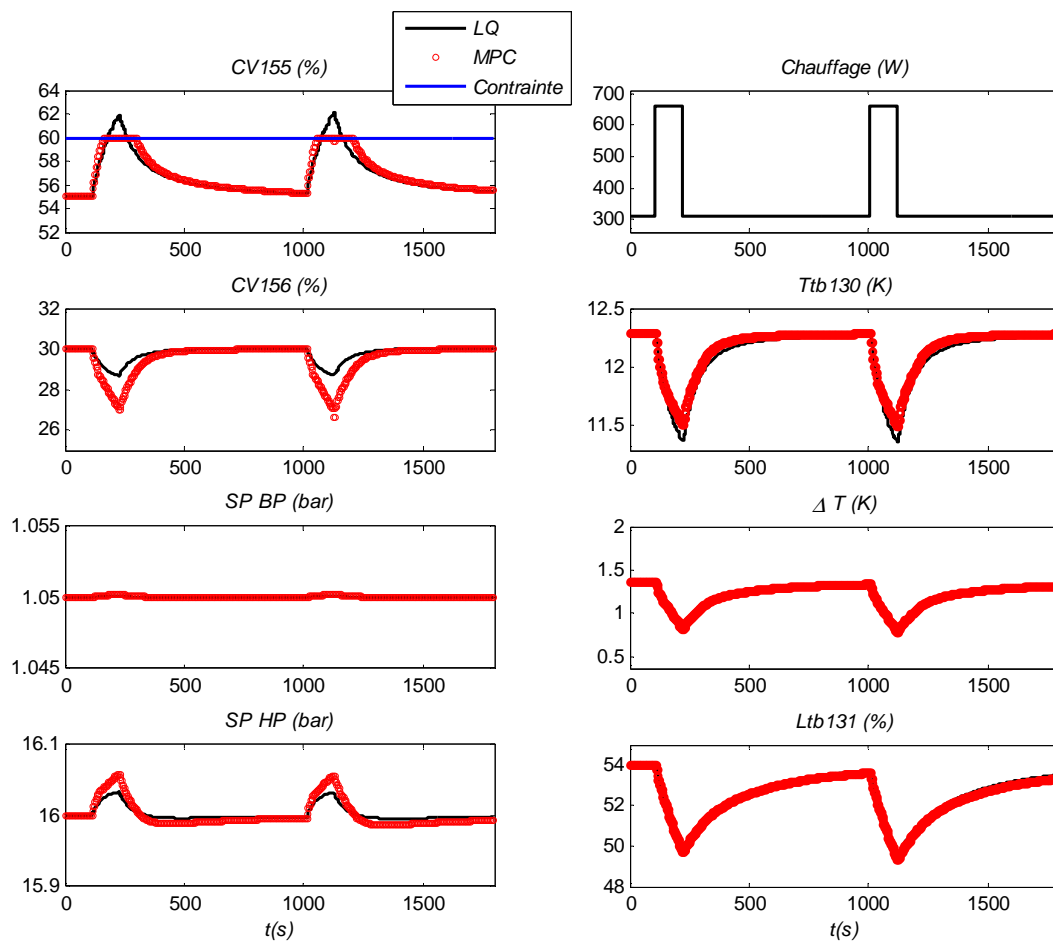 LQ
MPC
Contrainte
CV155 (%)
64
62
60
58
56
54
52
0 500 1000 1500
Chauffage (W)
700
600
500
400
300
0 500 1000 1500
CV156 (%)
32
30
28
26
0 500 1000 1500
Ttb130 (K)
12.5
12
11.5
0 500 1000 1500
SP BP (bar)
1.055
1.05
1.045
0 500 1000 1500
Δ T (K)
2
1.5
1
0.5
0 500 1000 1500
SP HP (bar)
16.1
16
15.9
0 500 1000 1500
t(s)
Ltb131 (%)
54
52
50
48
0 500 1000 1500
t(s)